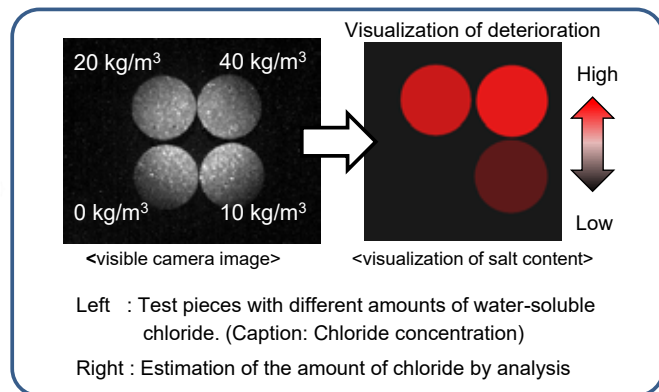 Visualization of deterioration
20 kg/m³ 40 kg/m³
High
0 kg/m³ 10 kg/m³
Low
<visible camera image> <visualization of salt content>
Left : Test pieces with different amounts of water-soluble
chloride. (Caption: Chloride concentration)
Right : Estimation of the amount of chloride by analysis